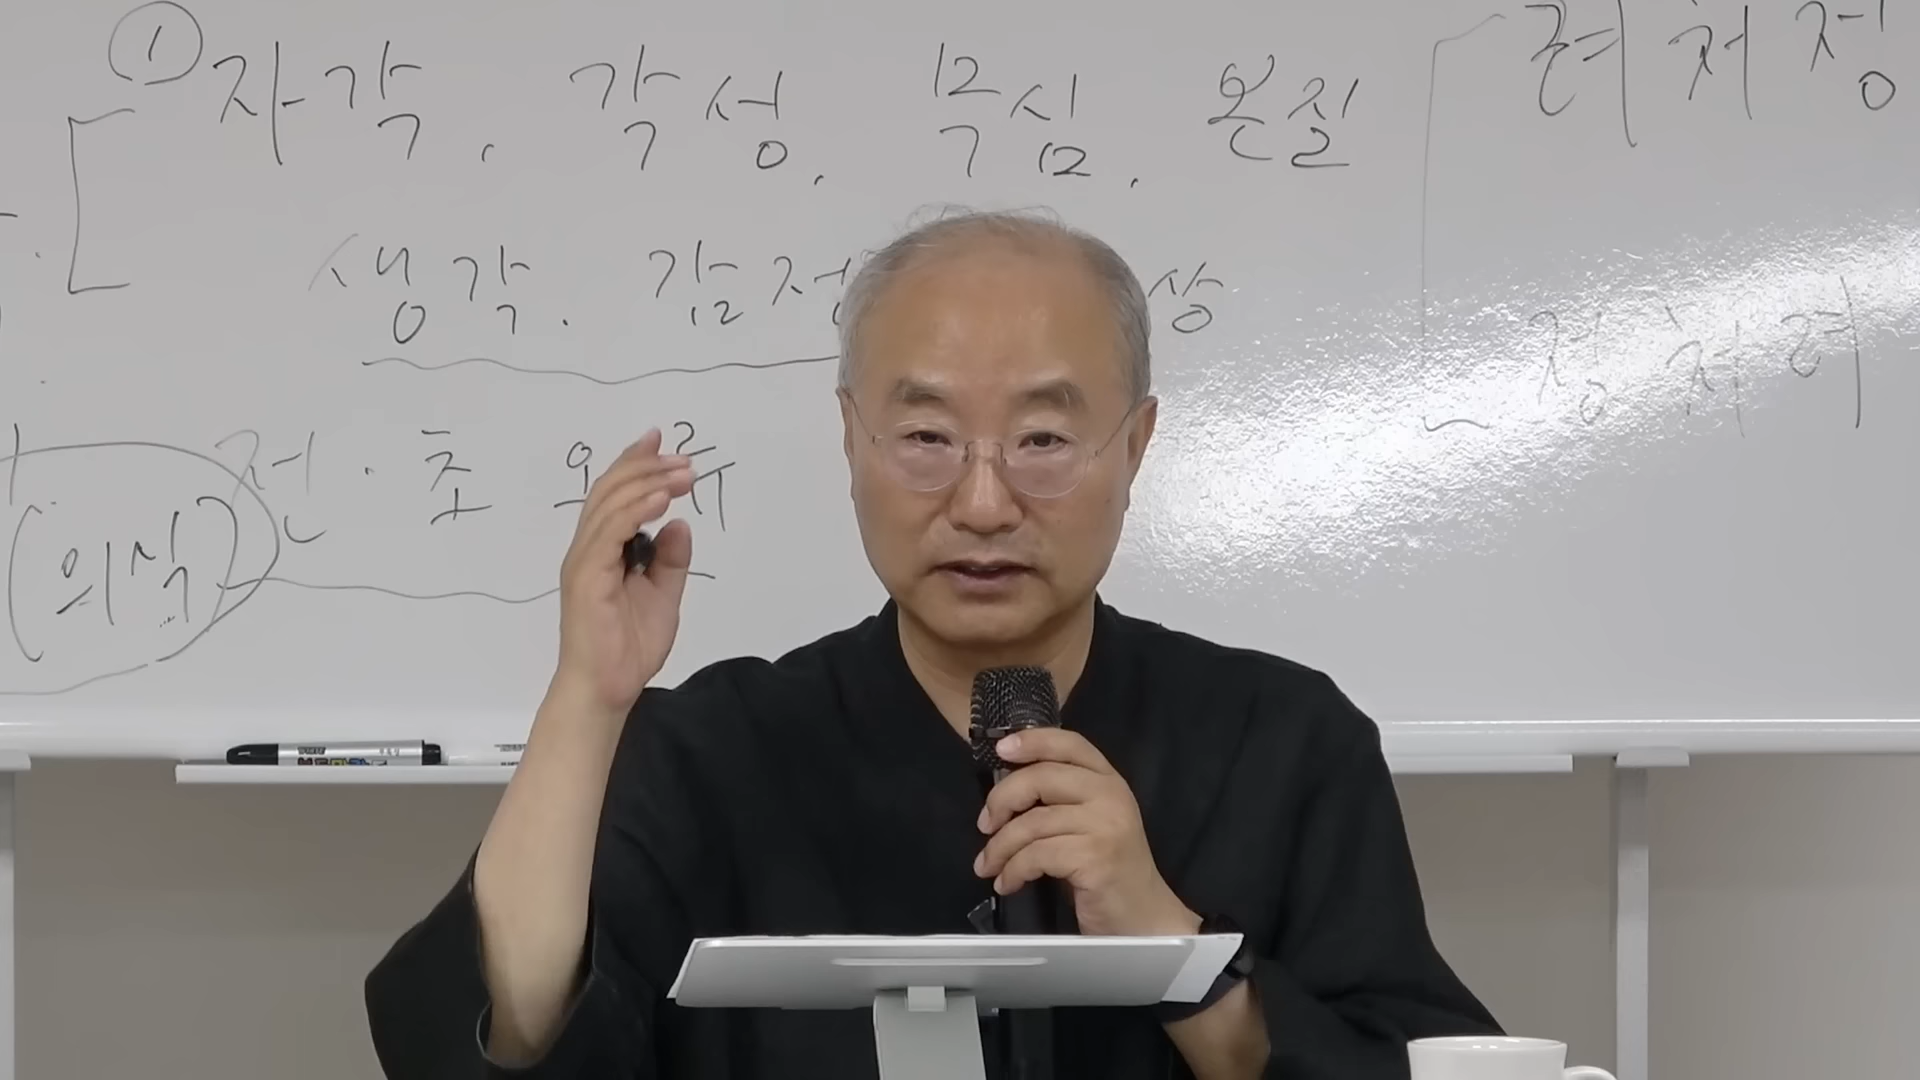 ① 자각. 각성. 묵심. 본질
생각. 감정 상
전. 초 오류
(의식)
려처정
정처려